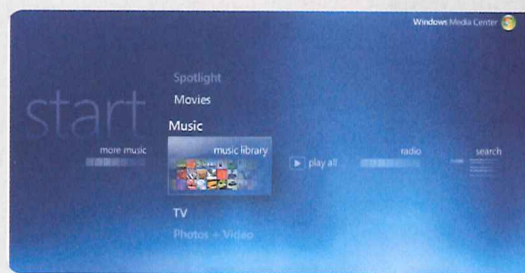 Windows Media Center
start
Spotlight
Movies
Music
more music
music library
play all
radio
search
TV
Photos + Video